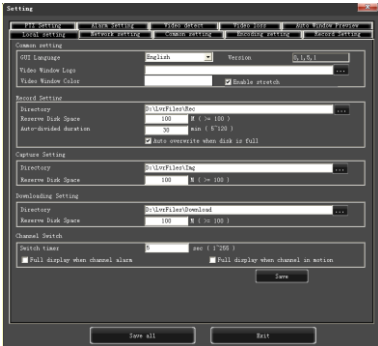 Setting
PTZ Setting Alarm Setting Video detect Video loss Auto Window Preview
Local setting Network setting Common setting Encoding setting Record Setting
Common setting
GUI Language English Version
Video Window Logo ...
Video Window Color Enable stretch
Record Setting
Directory D:\LvrFiles\Rec ...
Reserve Disk Space 100 M ( >= 100 )
Auto-divided duration 30 min ( 5~120 )
Auto overwrite when disk is full
Capture Setting
Directory D:\LvrFiles\Img ...
Reserve Disk Space 100 M ( >= 100 )
Downloading Setting
Directory D:\LvrFiles\Download ...
Reserve Disk Space 100 M ( >= 100 )
Channel Switch
Switch timer 5 sec ( 1~255 )
Full display when channel alarm Full display when channel in motion
Save
Save all Exit